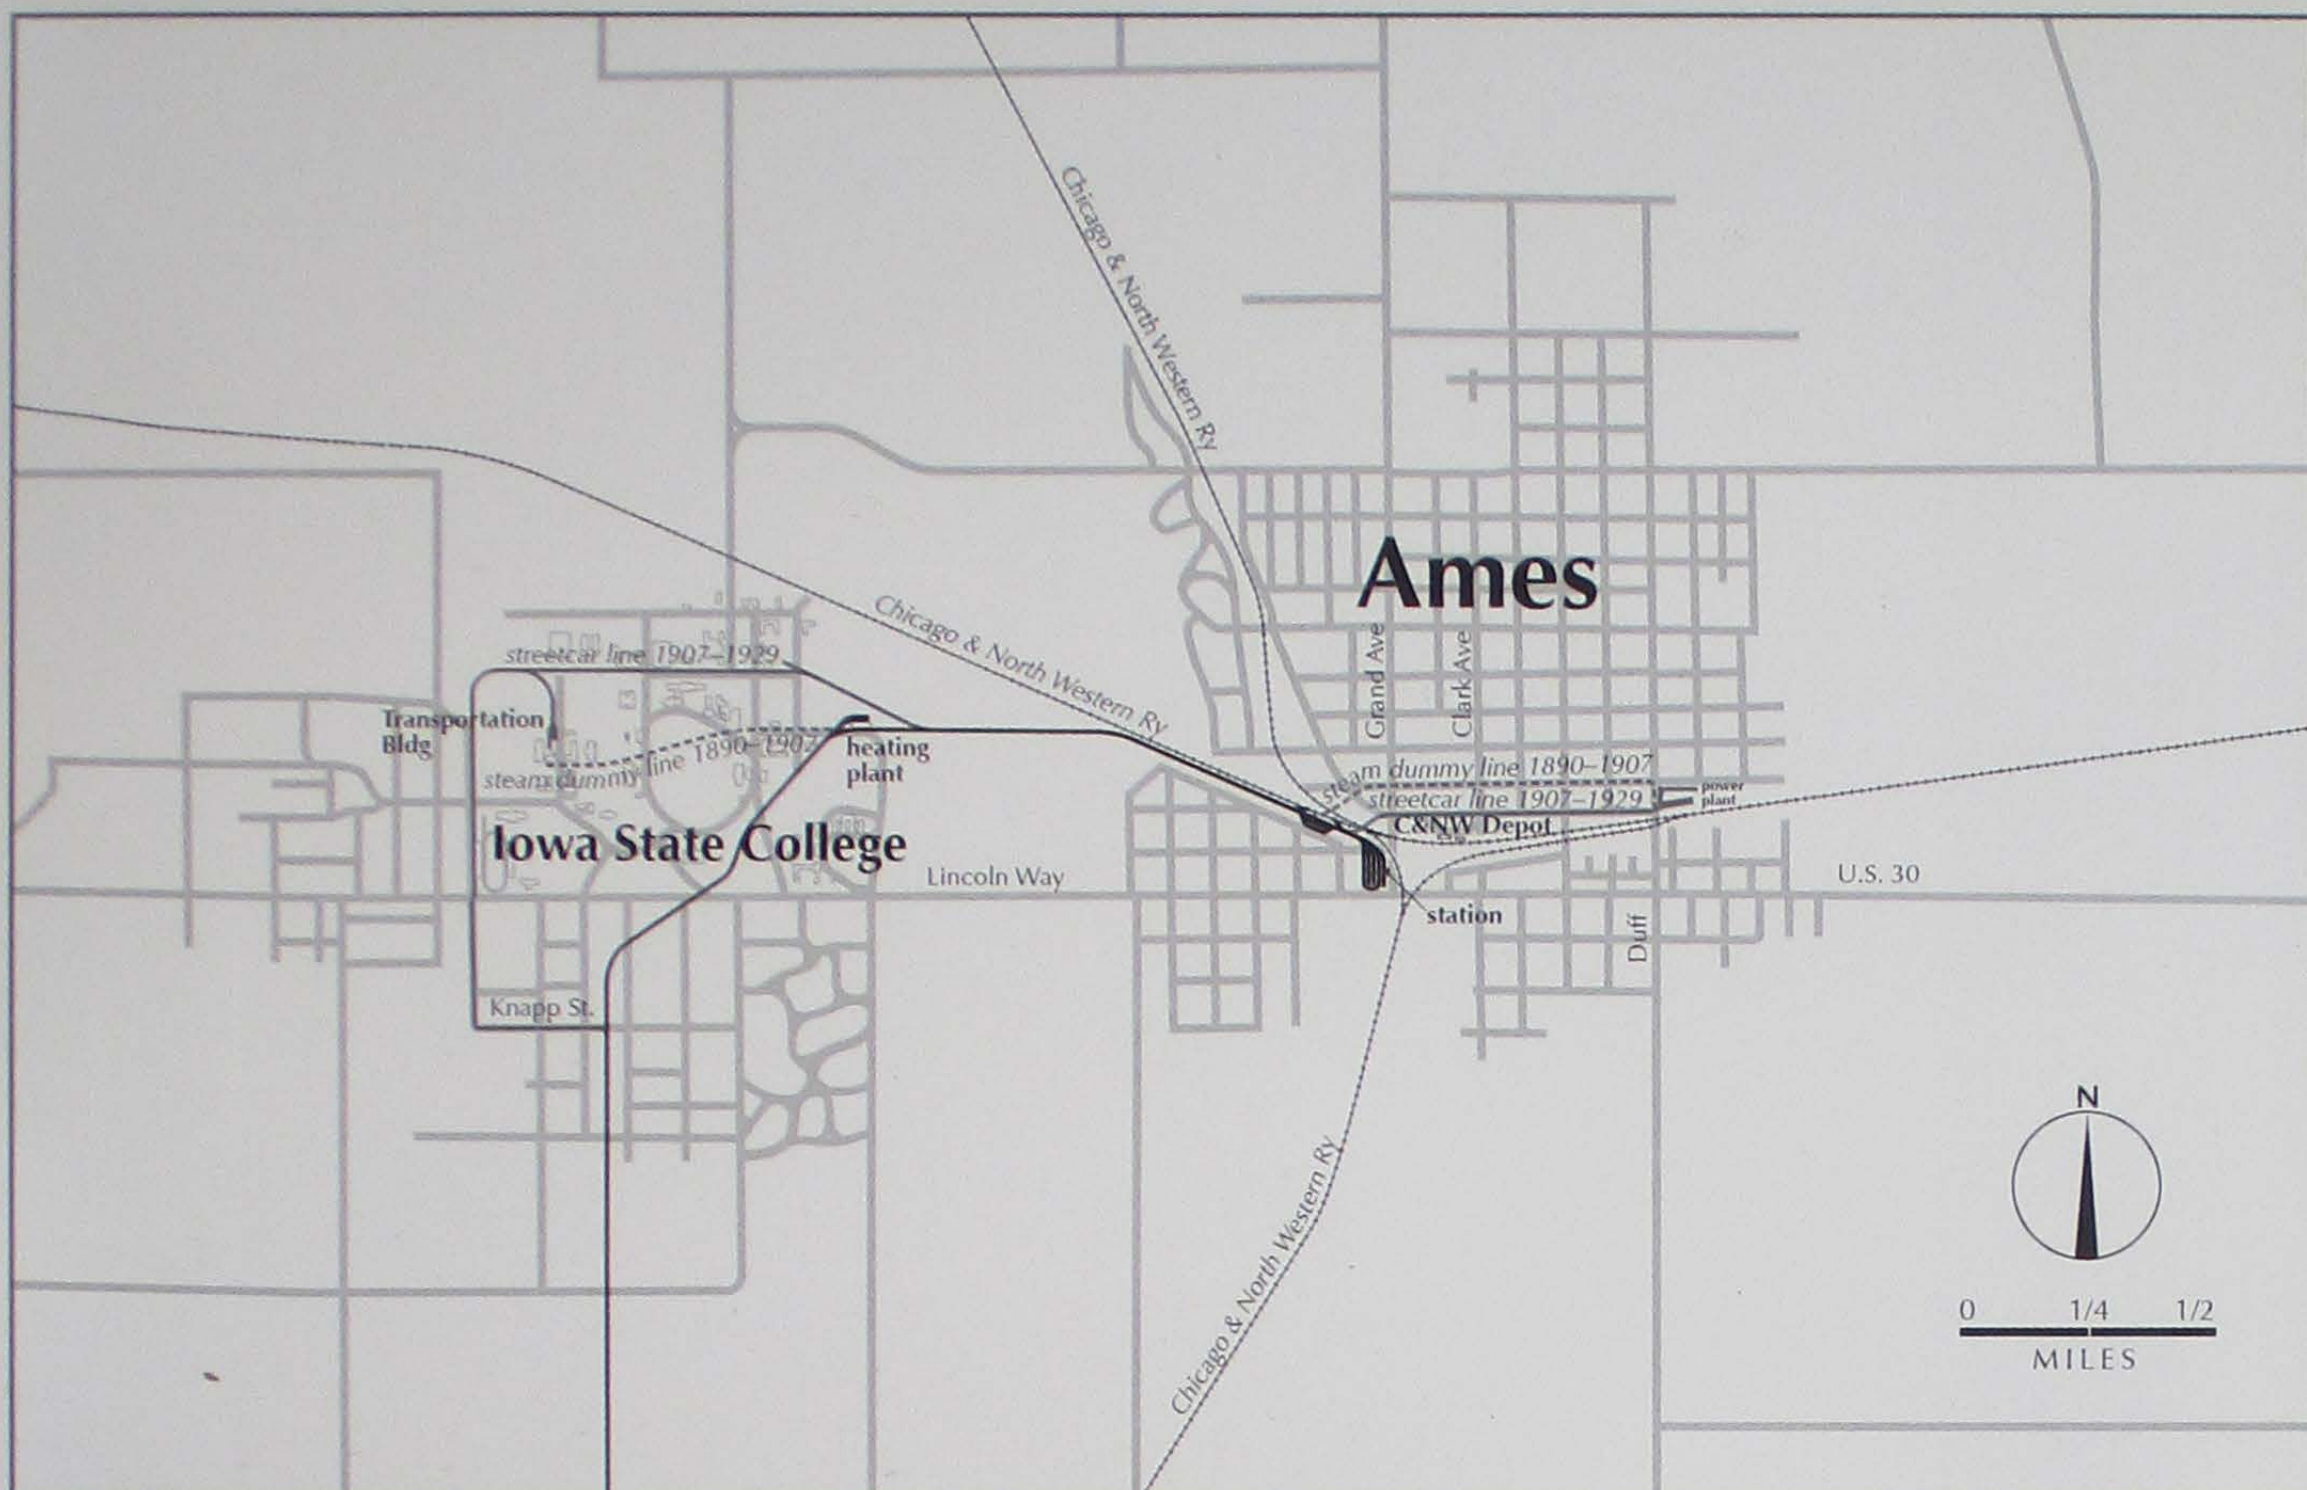 Chicago & North Western Ry
Ames
Chicago & North Western Ry
streetcar line 1907–1929
Grand Ave
Clark Ave
Transportation
Bldg
steam dummy line 1890–1907
heating
plant
steam dummy line 1890–1907
streetcar line 1907–1929
power
plant
C&NW Depot
Iowa State College
Lincoln Way
U.S. 30
station
Duff
Knapp St.
Chicago & North Western Ry
N
0 1/4 1/2
MILES